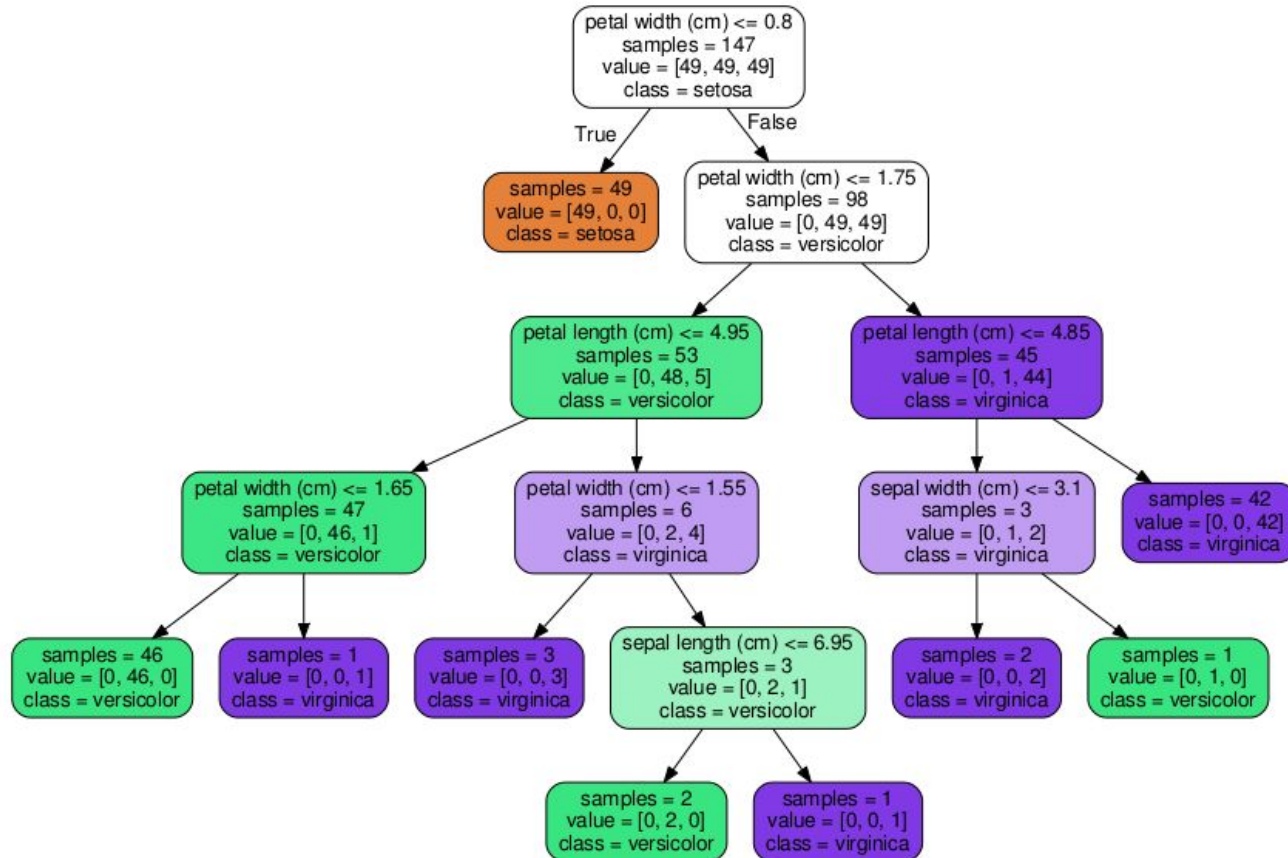 petal width (cm) <= 0.8
samples = 147
value = [49, 49, 49]
class = setosa
True
False
samples = 49
value = [49, 0, 0]
class = setosa
petal width (cm) <= 1.75
samples = 98
value = [0, 49, 49]
class = versicolor
petal length (cm) <= 4.95
samples = 53
value = [0, 48, 5]
class = versicolor
petal length (cm) <= 4.85
samples = 45
value = [0, 1, 44]
class = virginica
petal width (cm) <= 1.65
samples = 47
value = [0, 46, 1]
class = versicolor
petal width (cm) <= 1.55
samples = 6
value = [0, 2, 4]
class = virginica
sepal width (cm) <= 3.1
samples = 3
value = [0, 1, 2]
class = virginica
samples = 42
value = [0, 0, 42]
class = virginica
samples = 46
value = [0, 46, 0]
class = versicolor
samples = 1
value = [0, 0, 1]
class = virginica
samples = 3
value = [0, 0, 3]
class = virginica
sepal length (cm) <= 6.95
samples = 3
value = [0, 2, 1]
class = versicolor
samples = 2
value = [0, 0, 2]
class = virginica
samples = 1
value = [0, 1, 0]
class = versicolor
samples = 2
value = [0, 2, 0]
class = versicolor
samples = 1
value = [0, 0, 1]
class = virginica